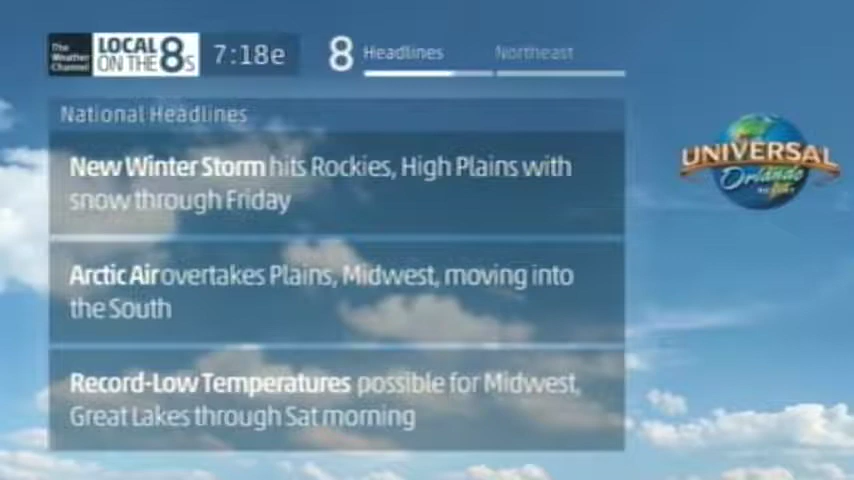 The
Weather
Channel
LOCAL
ON THE 8s
7:18e
8
Headlines
Northeast
National Headlines
New Winter Storm hits Rockies, High Plains with
snow through Friday
Arctic Air overtakes Plains, Midwest, moving into
the South
Record-Low Temperatures possible for Midwest,
Great Lakes through Sat morning
UNIVERSAL
Orlando
RESORT